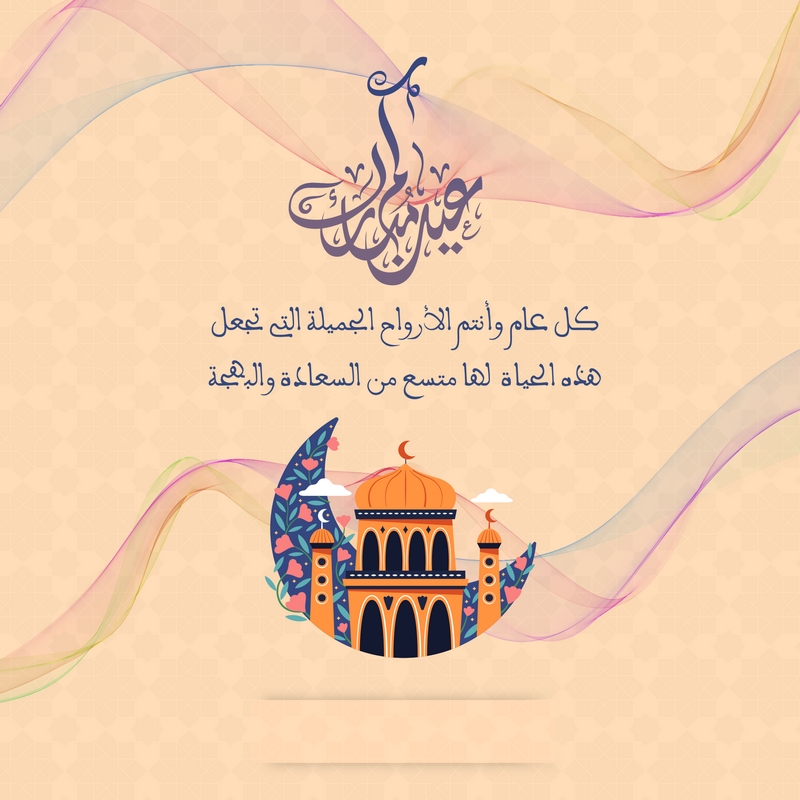 عيد مبارك
كل عام وأنتم الأرواح الجميلة التي تجعل
هذه الحياة لها متسع من السعادة والبهجة